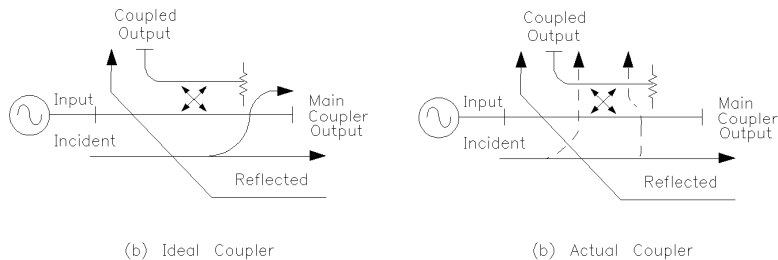 Coupled
Output
Input
Incident
Main
Coupler
Output
Reflected
(b) Ideal Coupler
Coupled
Output
Input
Incident
Main
Coupler
Output
Reflected
(b) Actual Coupler